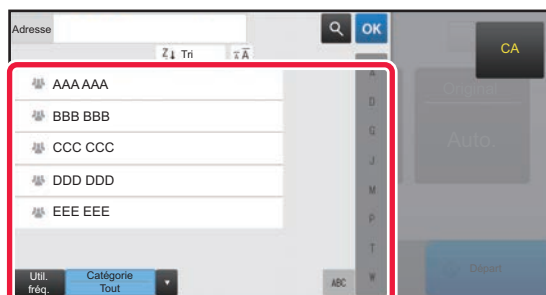 Adresse
OK
CA
Z↓ Tri
A
AAA AAA
BBB BBB
CCC CCC
DDD DDD
EEE EEE
A
D
G
J
M
P
T
W
Original
Auto.
Util.
fréq.
Catégorie
Tout
▼
ABC
Départ